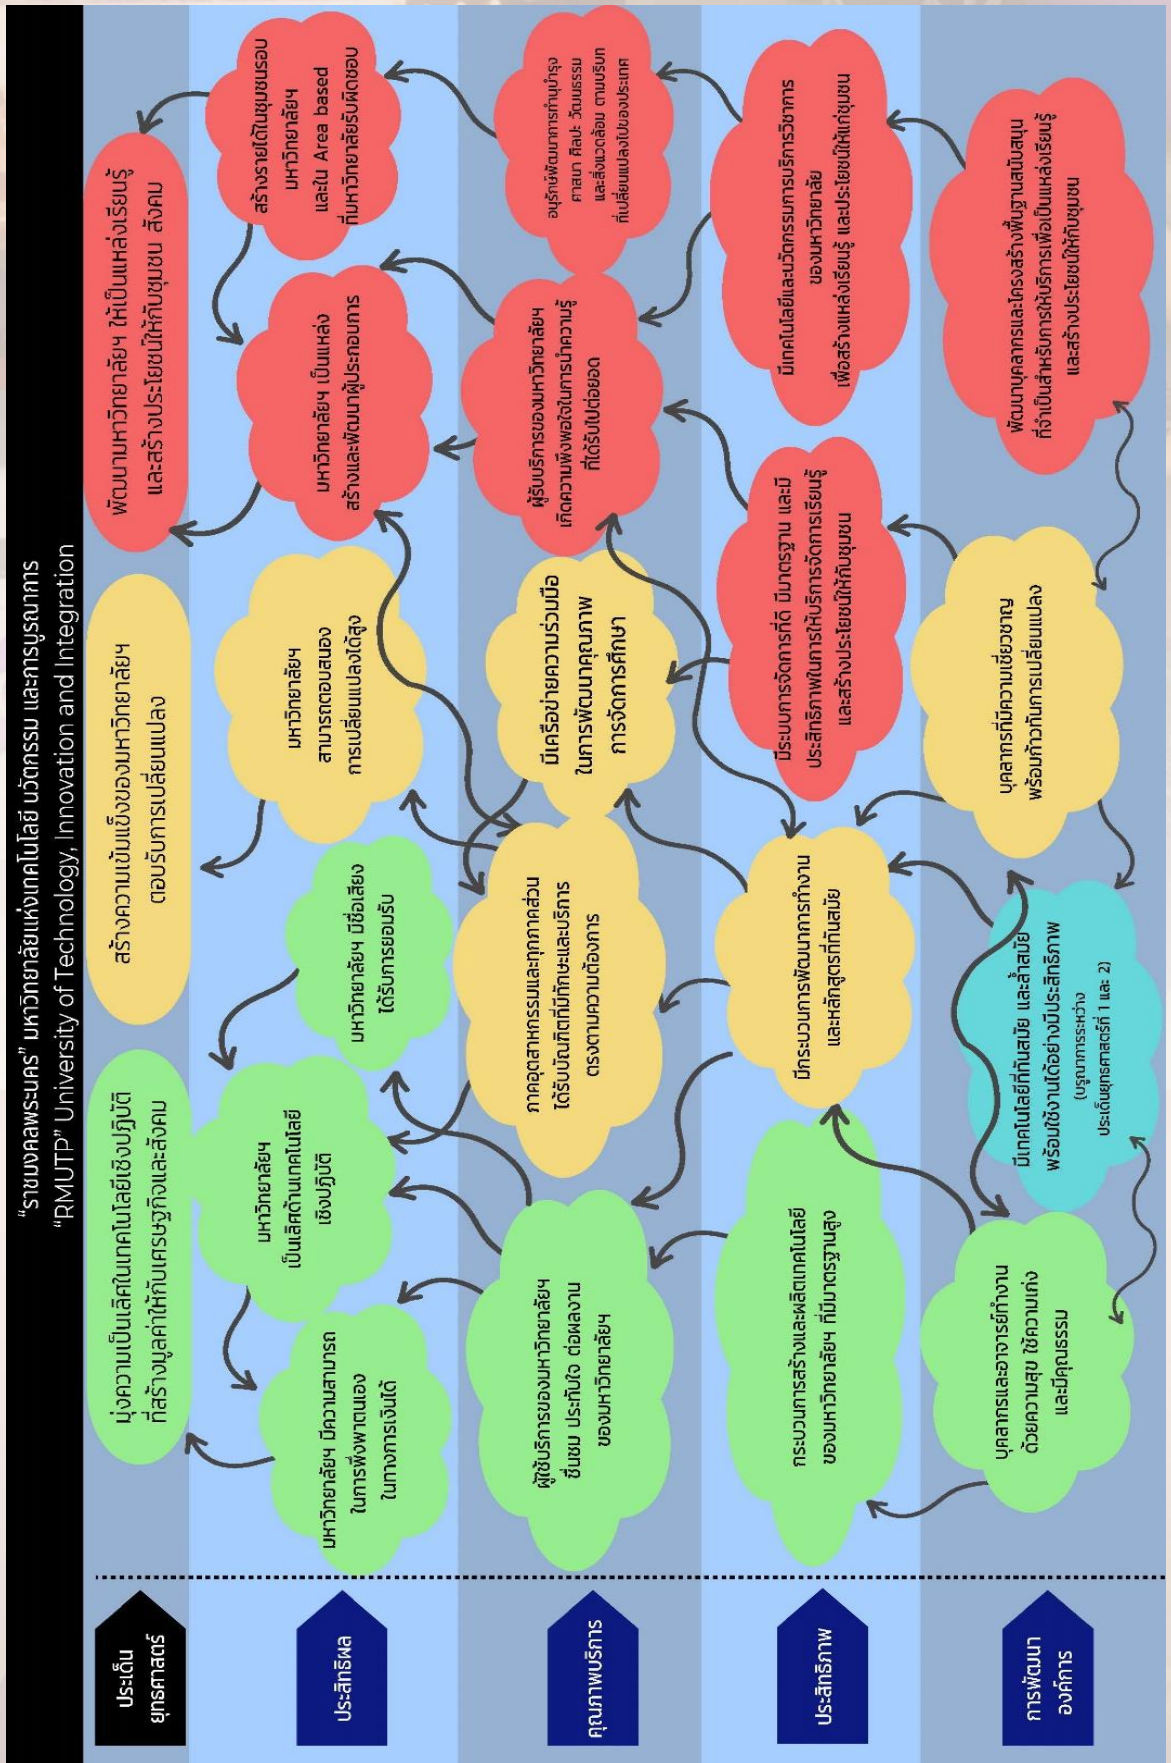 “ราชมงคลพระนคร” มหาวิทยาลัยแห่งเทคโนโลยี นวัตกรรม และการบูรณาการ
“RMUTP” University of Technology, Innovation and Integration
ประเด็น
ยุทธศาสตร์
มุ่งความเป็นเลิศในเทคโนโลยีเชิงปฏิบัติ
ที่สร้างมูลค่าให้กับเศรษฐกิจและสังคม
สร้างความเข้มแข็งของมหาวิทยาลัยฯ
ตอบรับการเปลี่ยนแปลง
พัฒนามหาวิทยาลัยฯ ให้เป็นแหล่งเรียนรู้
และสร้างประโยชน์ให้กับชุมชน สังคม
ประสิทธิผล
มหาวิทยาลัยฯ มีความสามารถ
ในการพึ่งพาตนเอง
ในทางการเงินได้
มหาวิทยาลัยฯ
เป็นเลิศด้านเทคโนโลยี
เชิงปฏิบัติ
มหาวิทยาลัยฯ มีชื่อเสียง
ได้รับการยอมรับ
มหาวิทยาลัยฯ
สามารถตอบสนอง
การเปลี่ยนแปลงได้สูง
มหาวิทยาลัยฯ เป็นแหล่ง
สร้างและพัฒนาผู้ประกอบการ
สร้างรายได้ในชุมชนรอบ
มหาวิทยาลัยฯ
และใน Area based
ที่มหาวิทยาลัยรับผิดชอบ
คุณภาพบริการ
ผู้ใช้บริการของมหาวิทยาลัยฯ
ชื่นชม ประทับใจ ต่อผลงาน
ของมหาวิทยาลัยฯ
ภาคอุตสาหกรรมและทุกภาคส่วน
ได้รับบัณฑิตที่มีทักษะและบริการ
ตรงตามความต้องการ
มีเครือข่ายความร่วมมือ
ในการพัฒนาคุณภาพ
การจัดการศึกษา
ผู้รับบริการของมหาวิทยาลัยฯ
เกิดความพึงพอใจในการนำความรู้
ที่ได้รับไปต่อยอด
อนุรักษ์พัฒนาการทำนุบำรุง
ศาสนา ศิลปะ วัฒนธรรม
และสิ่งแวดล้อม ตามบริบท
ที่เปลี่ยนแปลงไปของประเทศ
ประสิทธิภาพ
กระบวนการสร้างและผลิตเทคโนโลยี
ของมหาวิทยาลัยฯ ที่มีมาตรฐานสูง
มีกระบวนการพัฒนาการทำงาน
และหลักสูตรที่ทันสมัย
มีระบบการจัดการที่ดี มีมาตรฐาน และมี
ประสิทธิภาพในการให้บริการจัดการเรียนรู้
และสร้างประโยชน์ให้กับชุมชน
มีเทคโนโลยีและนวัตกรรมการบริการวิชาการ
ของมหาวิทยาลัย
เพื่อสร้างแหล่งเรียนรู้ และประโยชน์ให้แก่ชุมชน
การพัฒนา
องค์การ
บุคลากรและอาจารย์ทำงาน
ด้วยความสุข ใช้ความเก่ง
และมีคุณธรรม
มีเทคโนโลยีที่ทันสมัย และล้ำสมัย
พร้อมใช้งานได้อย่างมีประสิทธิภาพ
(บูรณาการระหว่าง
ประเด็นยุทธศาสตร์ที่ 1 และ 2)
บุคลากรที่มีความเชี่ยวชาญ
พร้อมก้าวทันการเปลี่ยนแปลง
พัฒนาบุคลากรและโครงสร้างพื้นฐานสนับสนุน
ที่จำเป็นสำหรับการให้บริการเพื่อเป็นแหล่งเรียนรู้
และสร้างประโยชน์ให้กับชุมชน